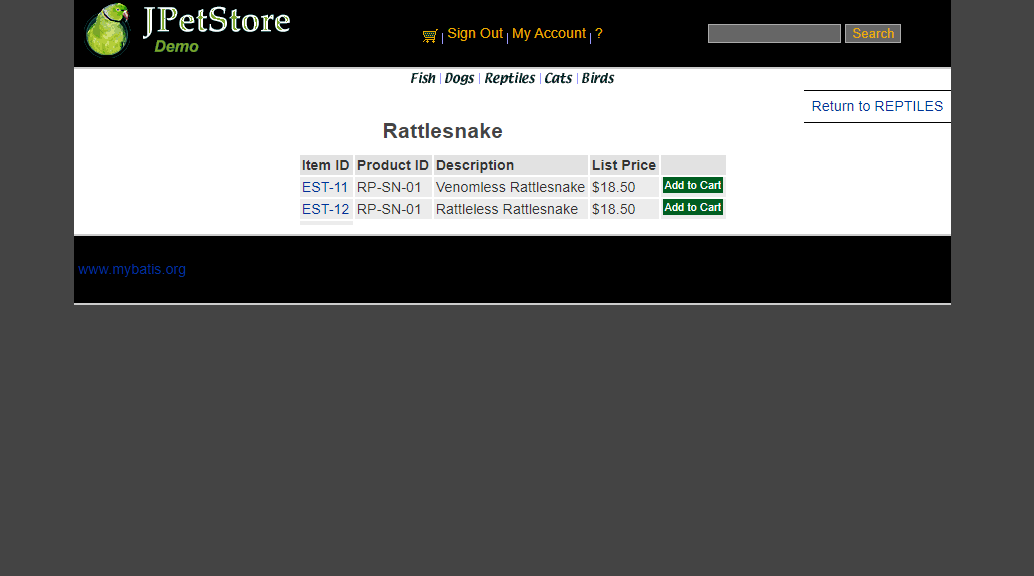 JPetStore
Demo
Sign Out | My Account | ?
Search
Fish | Dogs | Reptiles | Cats | Birds
Return to REPTILES
Rattlesnake
Item ID Product ID Description List Price
EST-11 RP-SN-01 Venomless Rattlesnake $18.50 Add to Cart
EST-12 RP-SN-01 Rattleless Rattlesnake $18.50 Add to Cart
www.mybatis.org